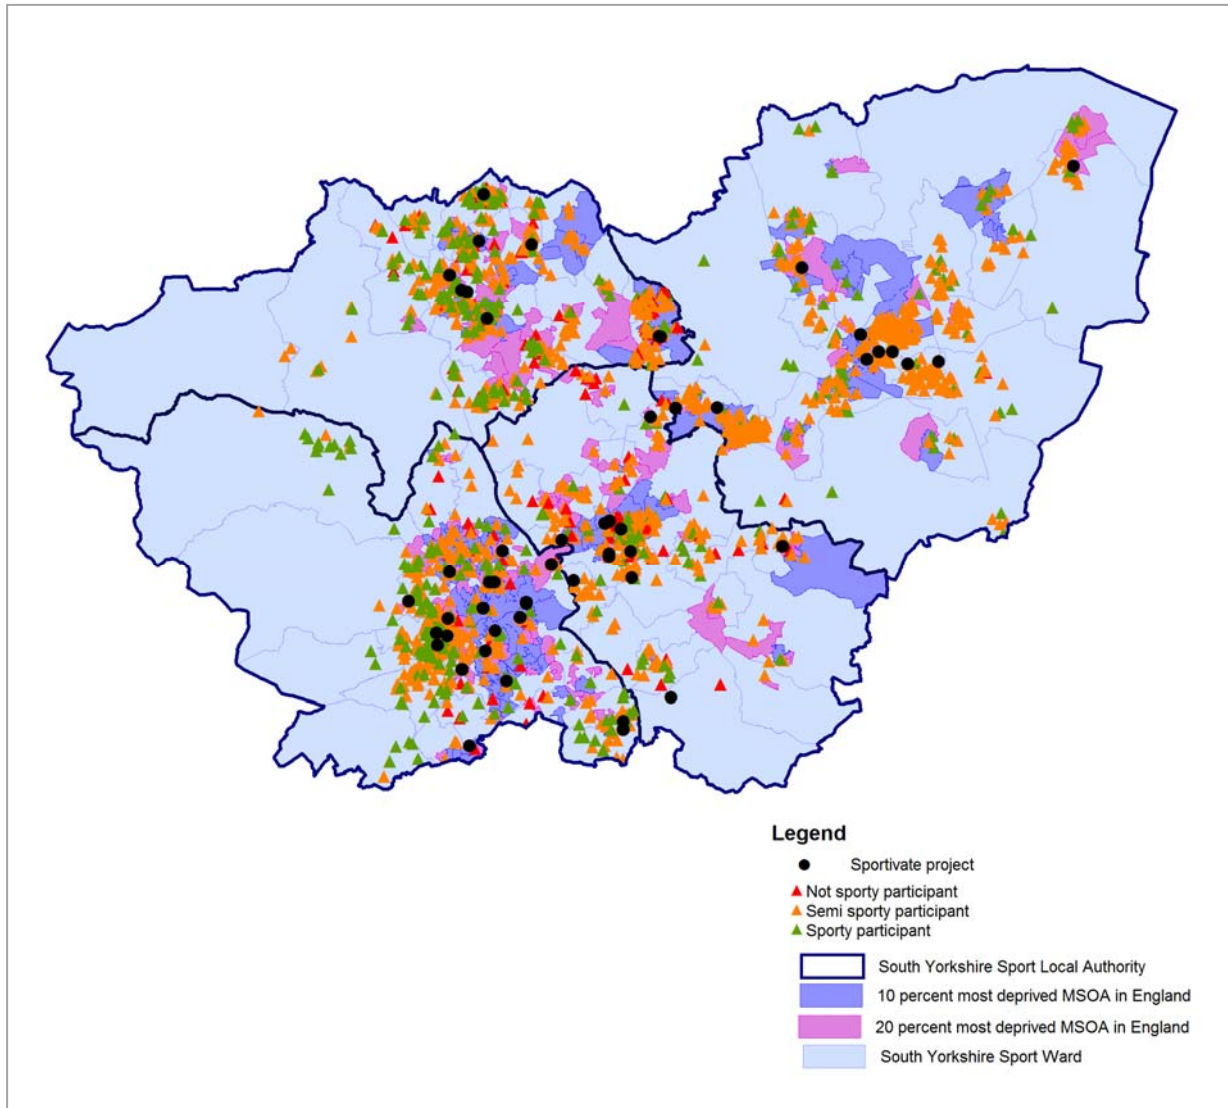 Legend
Sportivate project
Not sporty participant
Semi sporty participant
Sporty participant
South Yorkshire Sport Local Authority
10 percent most deprived MSOA in England
20 percent most deprived MSOA in England
South Yorkshire Sport Ward